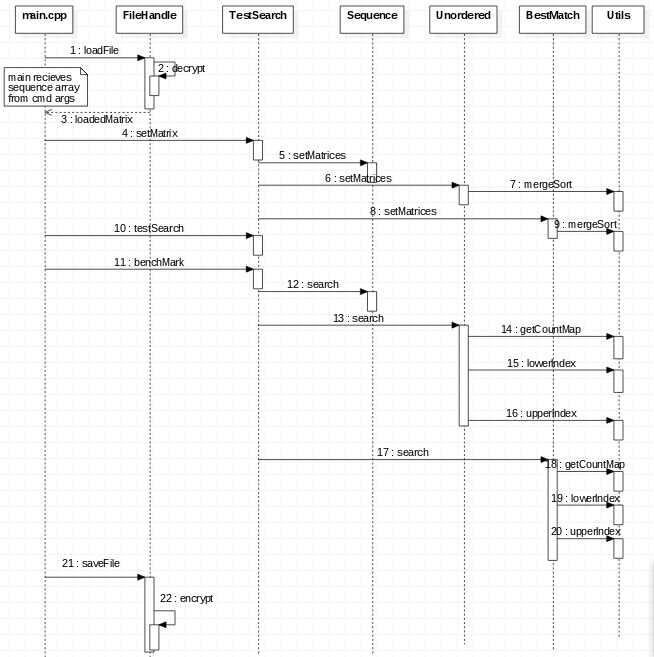 main.cpp
FileHandle
TestSearch
Sequence
Unordered
BestMatch
Utils
1 : loadFile
2 : decrypt
main recieves
sequence array
from cmd args
3 : loadedMatrix
4 : setMatrix
5 : setMatrices
6 : setMatrices
7 : mergeSort
8 : setMatrices
9 : mergeSort
10 : testSearch
11 : benchMark
12 : search
13 : search
14 : getCountMap
15 : lowerIndex
16 : upperIndex
17 : search
18 : getCountMap
19 : lowerIndex
20 : upperIndex
21 : saveFile
22 : encrypt